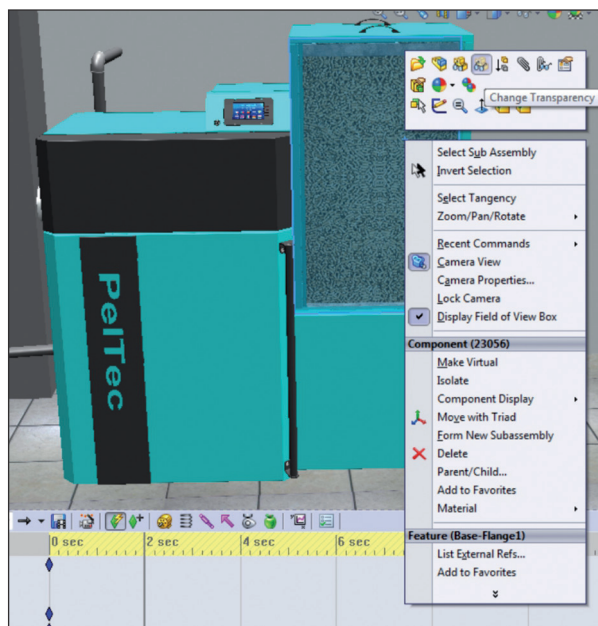 Change Transparency
Select Sub Assembly
Invert Selection
Select Tangency
Zoom/Pan/Rotate
Recent Commands
Camera View
Camera Properties...
Lock Camera
Display Field of View Box
Component (23056)
Make Virtual
Isolate
Component Display
Move with Triad
Form New Subassembly
Delete
Parent/Child...
Add to Favorites
Material
Feature (Base-Flange1)
List External Refs...
Add to Favorites
PelTec
0 sec 2 sec 4 sec 6 sec